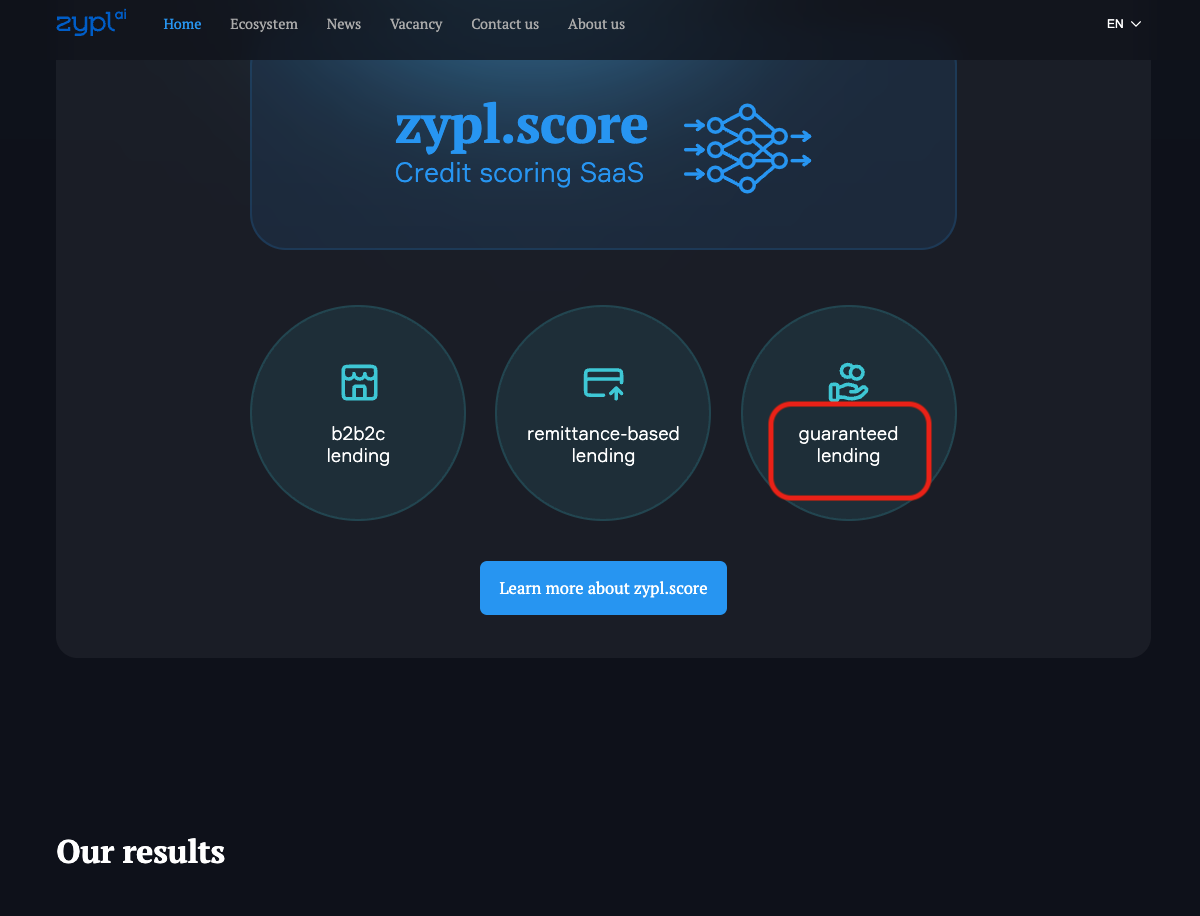 zypl ai
Home Ecosystem News Vacancy Contact us About us EN
zypl.score
Credit scoring SaaS
b2b2c
lending
remittance-based
lending
guaranteed
lending
Learn more about zypl.score
Our results